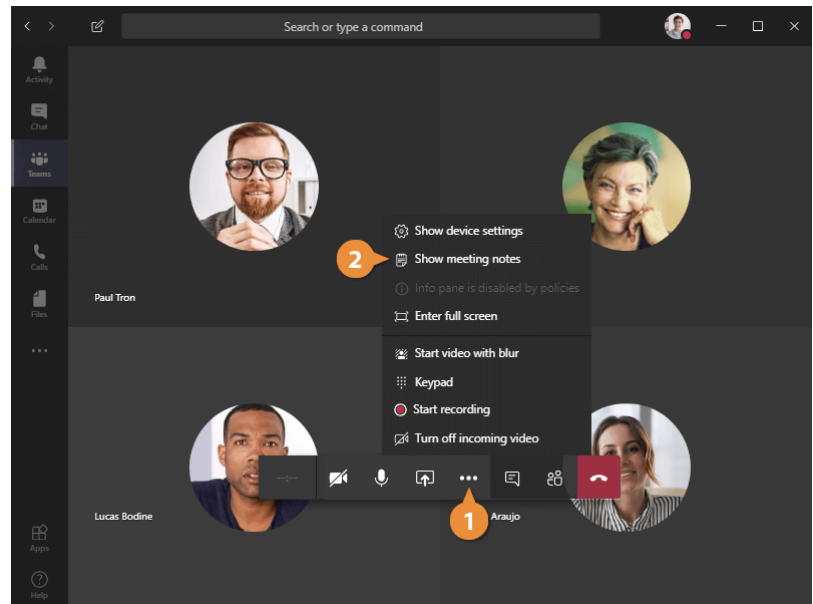 Search or type a command
Activity
Chat
Teams
Calendar
Calls
Files
Apps
Help
Paul Tron
Show device settings
2
Show meeting notes
Info pane is disabled by policies
Enter full screen
Start video with blur
Keypad
Start recording
Turn off incoming video
Lucas Bodine
1
Araujo